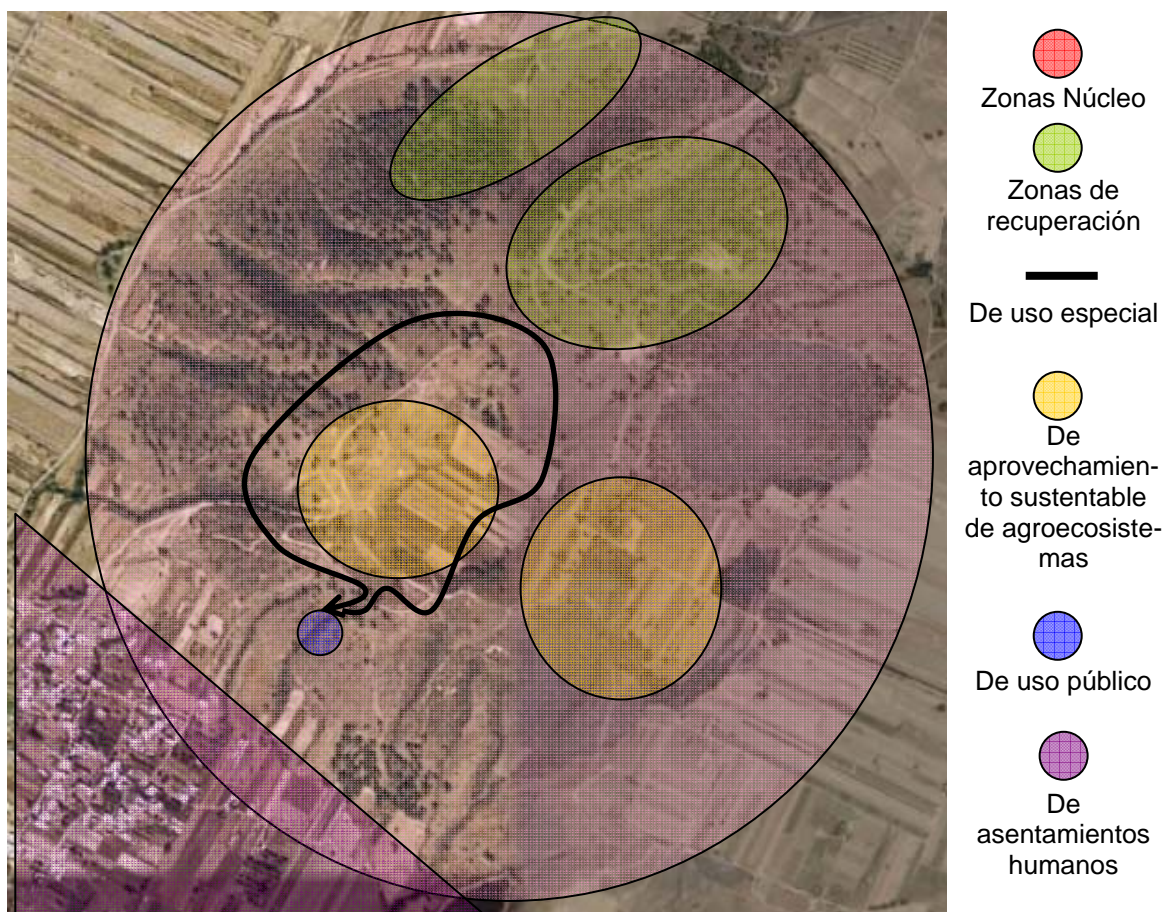 Zonas Núcleo
Zonas de
recuperación
De uso especial
De
aprovechamien-
to sustentable
de agroecosiste-
mas
De uso público
De
asentamientos
humanos